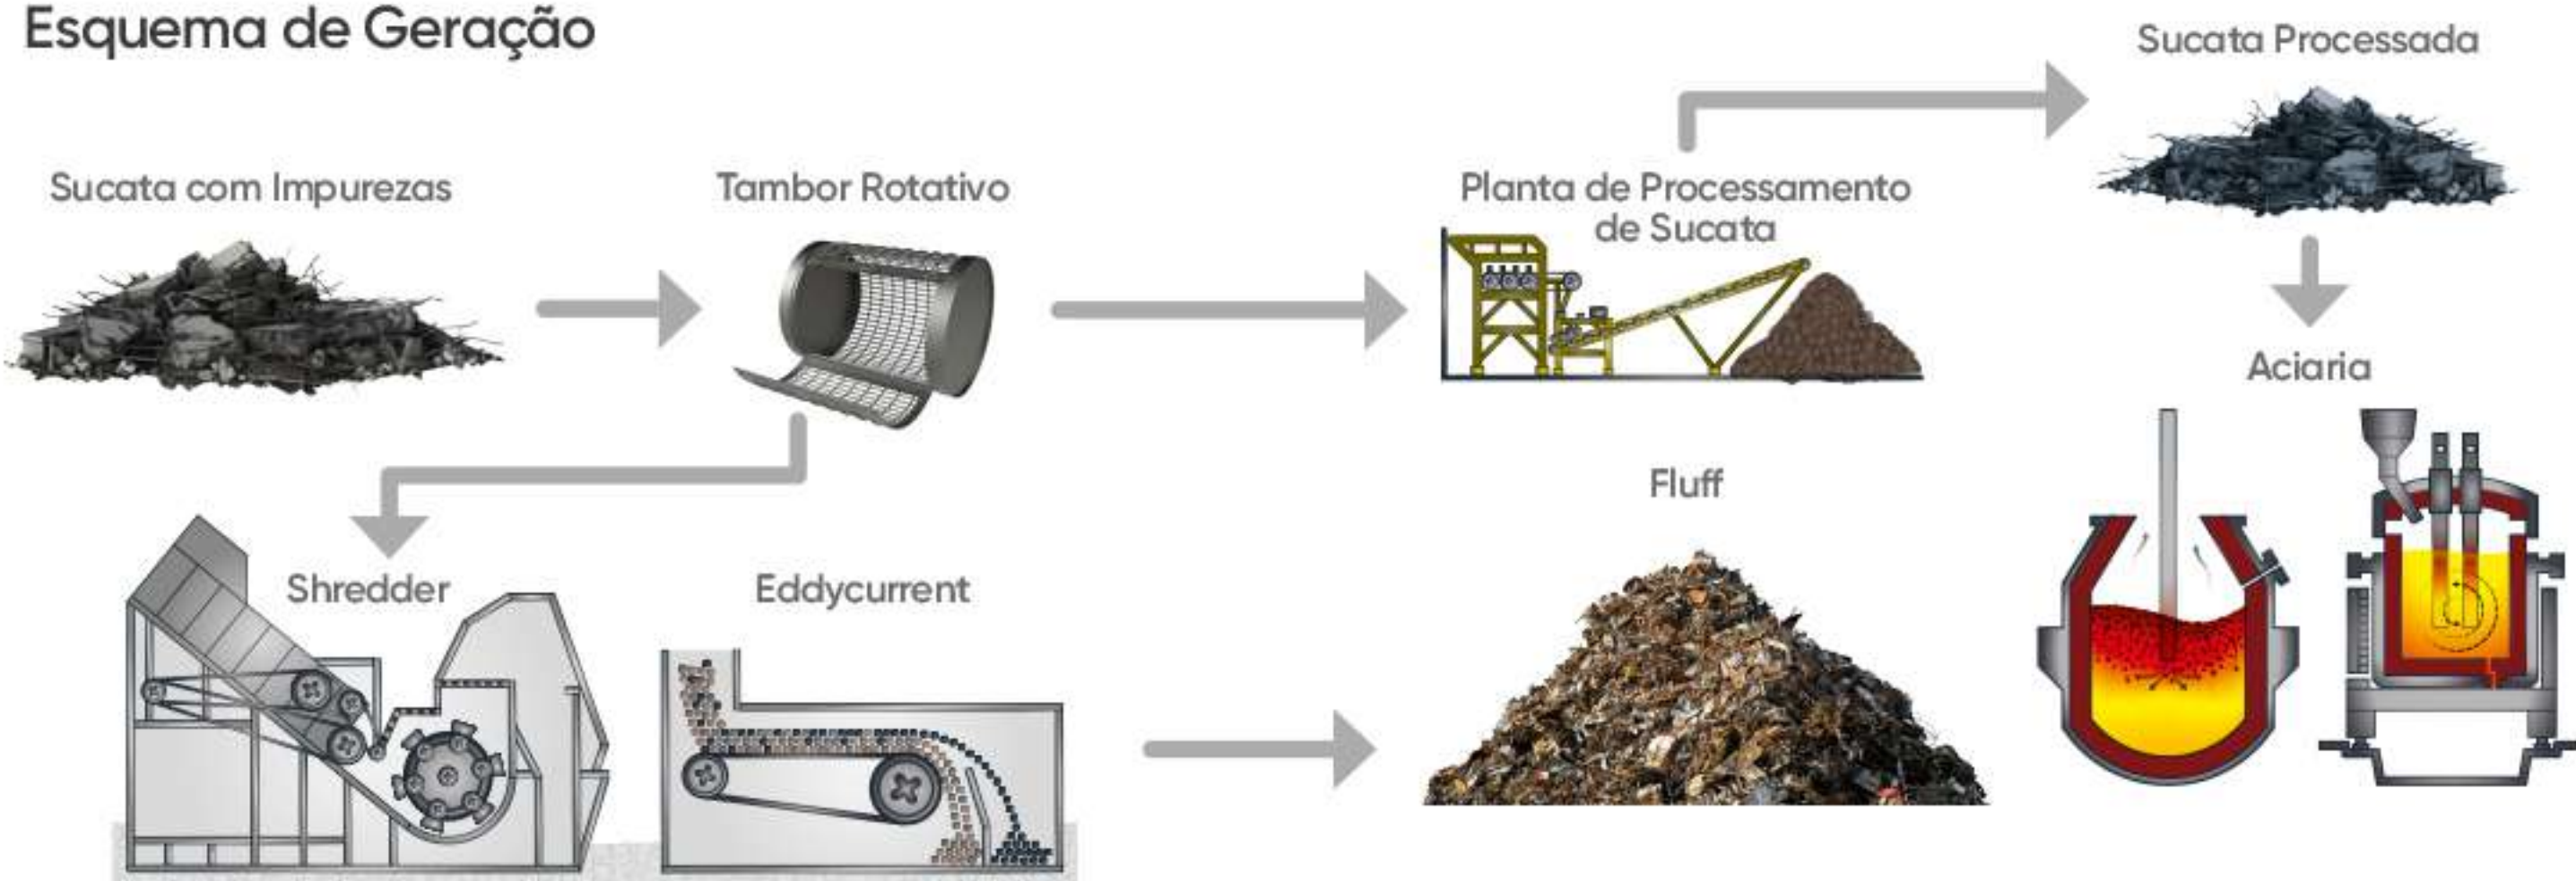 Esquema de Geração
Sucata com Impurezas
Tambor Rotativo
Planta de Processamento
de Sucata
Sucata Processada
Aciaria
Shredder
Eddycurrent
Fluff